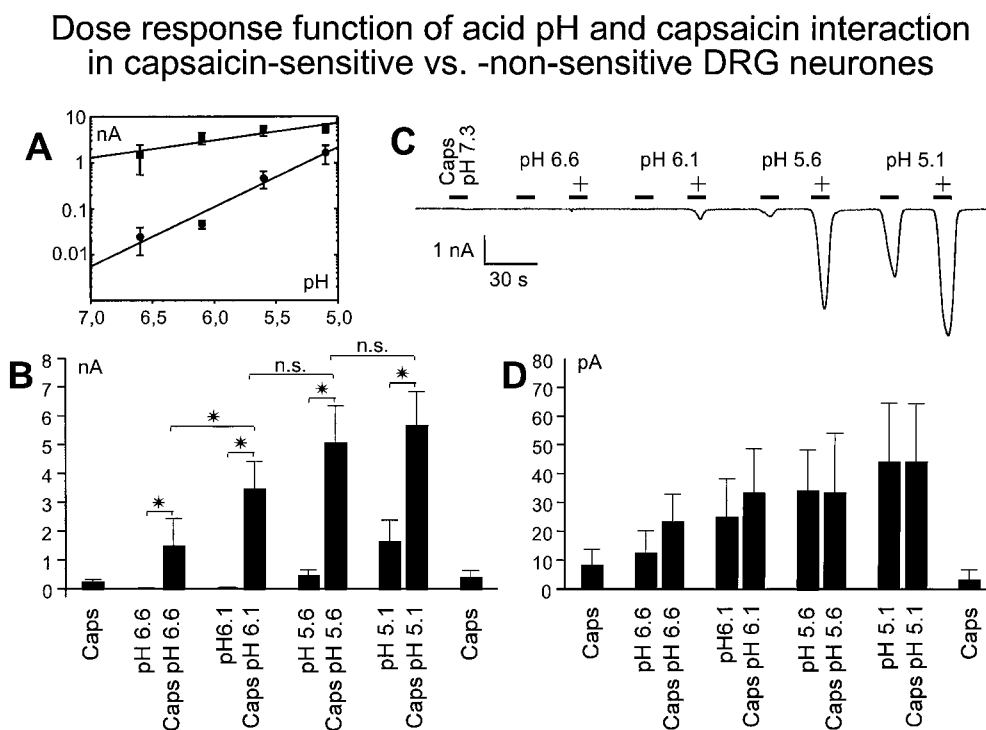 Dose response function of acid pH and capsaicin interaction
in capsaicin-sensitive vs. -non-sensitive DRG neurones
A
nA
10
1
0.1
0.01
pH
7,0 6,5 6,0 5,5 5,0
C
Caps
pH 7.3
pH 6.6 pH 6.1 pH 5.6 pH 5.1
+ + + +
1 nA
30 s
B
nA
8
7
6
5
4
3
2
1
0
n.s.
n.s.
✷ ✷ ✷ ✷ ✷
Caps
pH 6.6
Caps pH 6.6
pH6.1
Caps pH 6.1
pH 5.6
Caps pH 5.6
pH 5.1
Caps pH 5.1
Caps
D
pA
80
70
60
50
40
30
20
10
0
Caps
pH 6.6
Caps pH 6.6
pH6.1
Caps pH 6.1
pH 5.6
Caps pH 5.6
pH 5.1
Caps pH 5.1
Caps